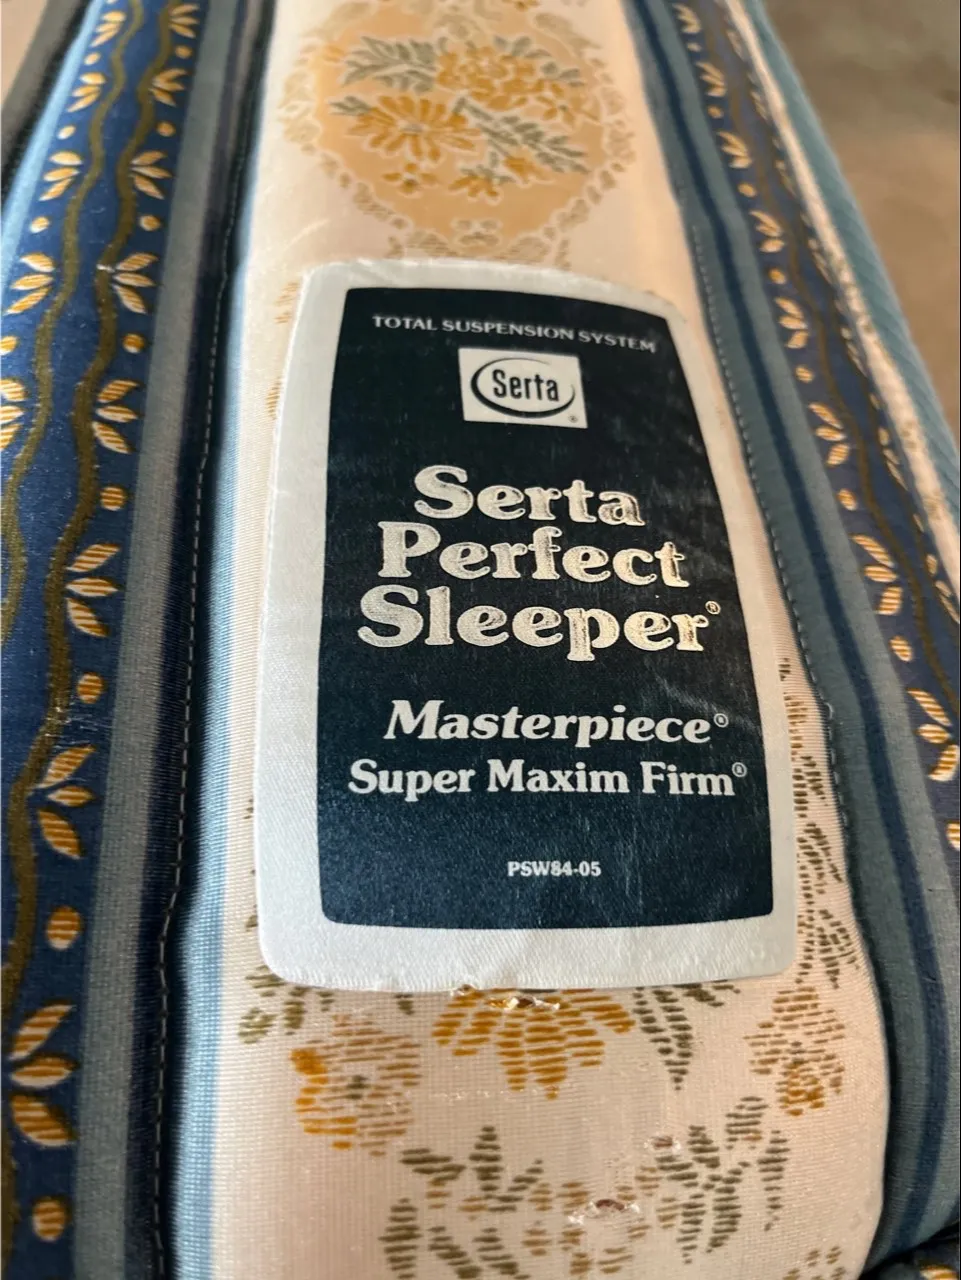 TOTAL SUSPENSION SYSTEM
Serta®
Serta
Perfect
Sleeper®
Masterpiece®
Super Maxim Firm®
PSW84-05